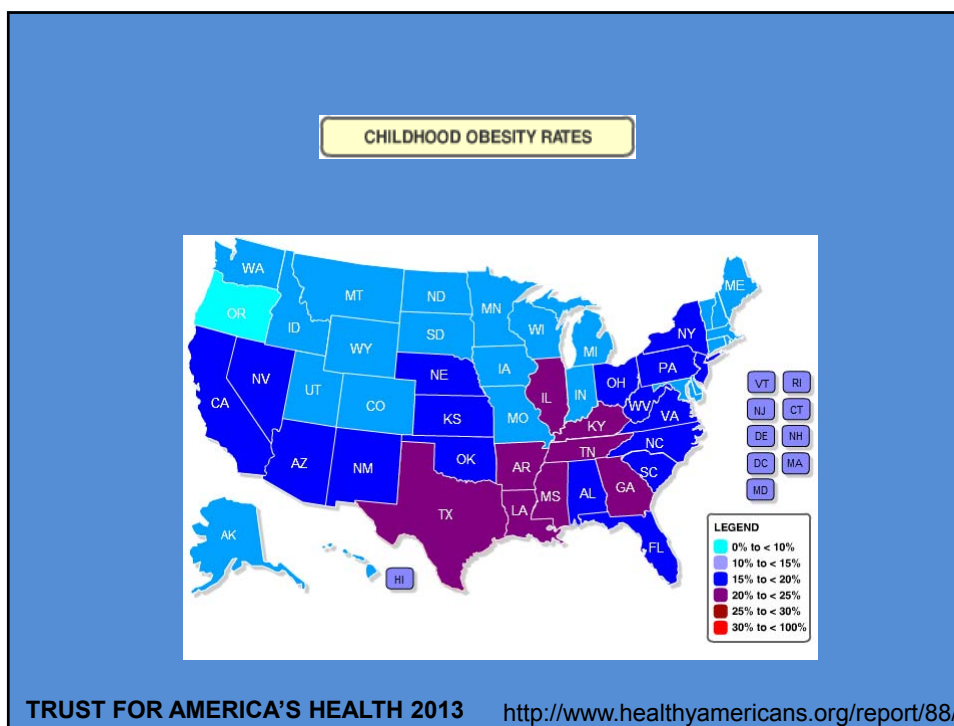 CHILDHOOD OBESITY RATES
WA
MT
ND
MN
ME
OR
ID
SD
WI
MI
NY
WY
IA
PA
NE
OH
NV
UT
IL
IN
CA
CO
WV
VA
KS
MO
KY
NC
TN
AZ
NM
OK
AR
SC
MS
AL
GA
TX
LA
FL
AK
HI
VT RI
NJ CT
DE NH
DC MA
MD
LEGEND
0% to < 10%
10% to < 15%
15% to < 20%
20% to < 25%
25% to < 30%
30% to < 100%
TRUST FOR AMERICA'S HEALTH 2013 http://www.healthyamericans.org/report/88/